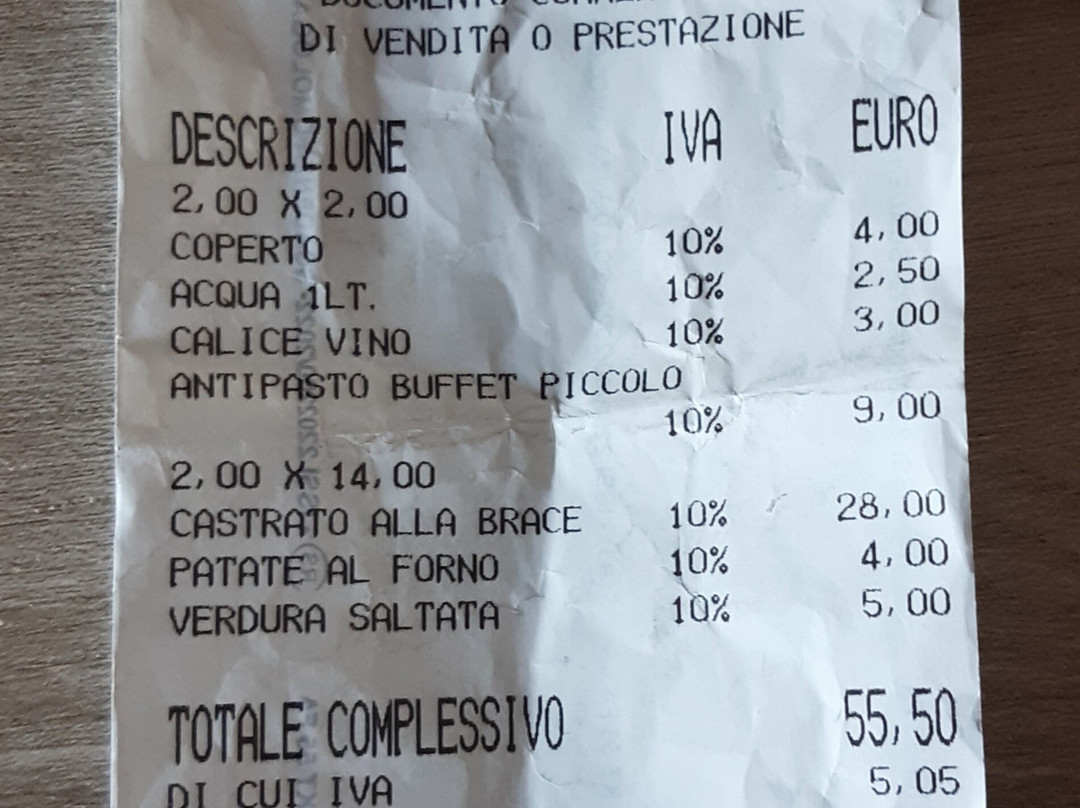 DOCUMENTO
DI VENDITA O PRESTAZIONE
DESCRIZIONE IVA EURO
2,00 X 2,00
COPERTO 10% 4,00
ACQUA 1LT. 10% 2,50
CALICE VINO 10% 3,00
ANTIPASTO BUFFET PICCOLO
10% 9,00
2,00 X 14,00
CASTRATO ALLA BRACE 10% 28,00
PATATE AL FORNO 10% 4,00
VERDURA SALTATA 10% 5,00
TOTALE COMPLESSIVO 55,50
DI CUI IVA 5,05